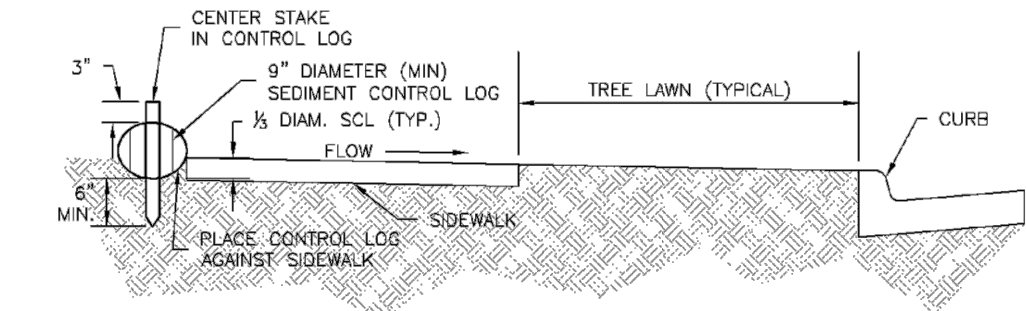 CENTER STAKE
IN CONTROL LOG
3"
9" DIAMETER (MIN)
SEDIMENT CONTROL LOG
⅓ DIAM. SCL (TYP.)
FLOW
TREE LAWN (TYPICAL)
CURB
6"
MIN.
SIDEWALK
PLACE CONTROL LOG
AGAINST SIDEWALK